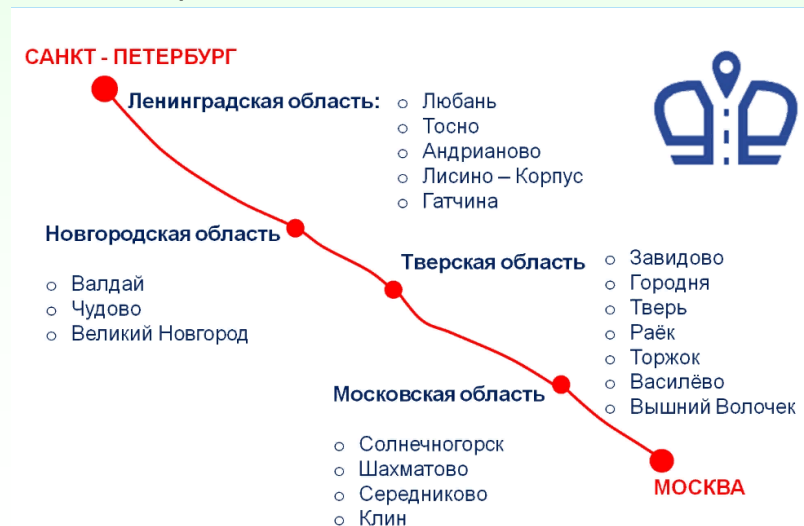 САНКТ - ПЕТЕРБУРГ
Ленинградская область:
Любань
Тосно
Андрианово
Лисино – Корпус
Гатчина
Новгородская область
Валдай
Чудово
Великий Новгород
Тверская область
Завидово
Городня
Тверь
Раёк
Торжок
Василёво
Вышний Волочек
Московская область
Солнечногорск
Шахматово
Середниково
Клин
МОСКВА